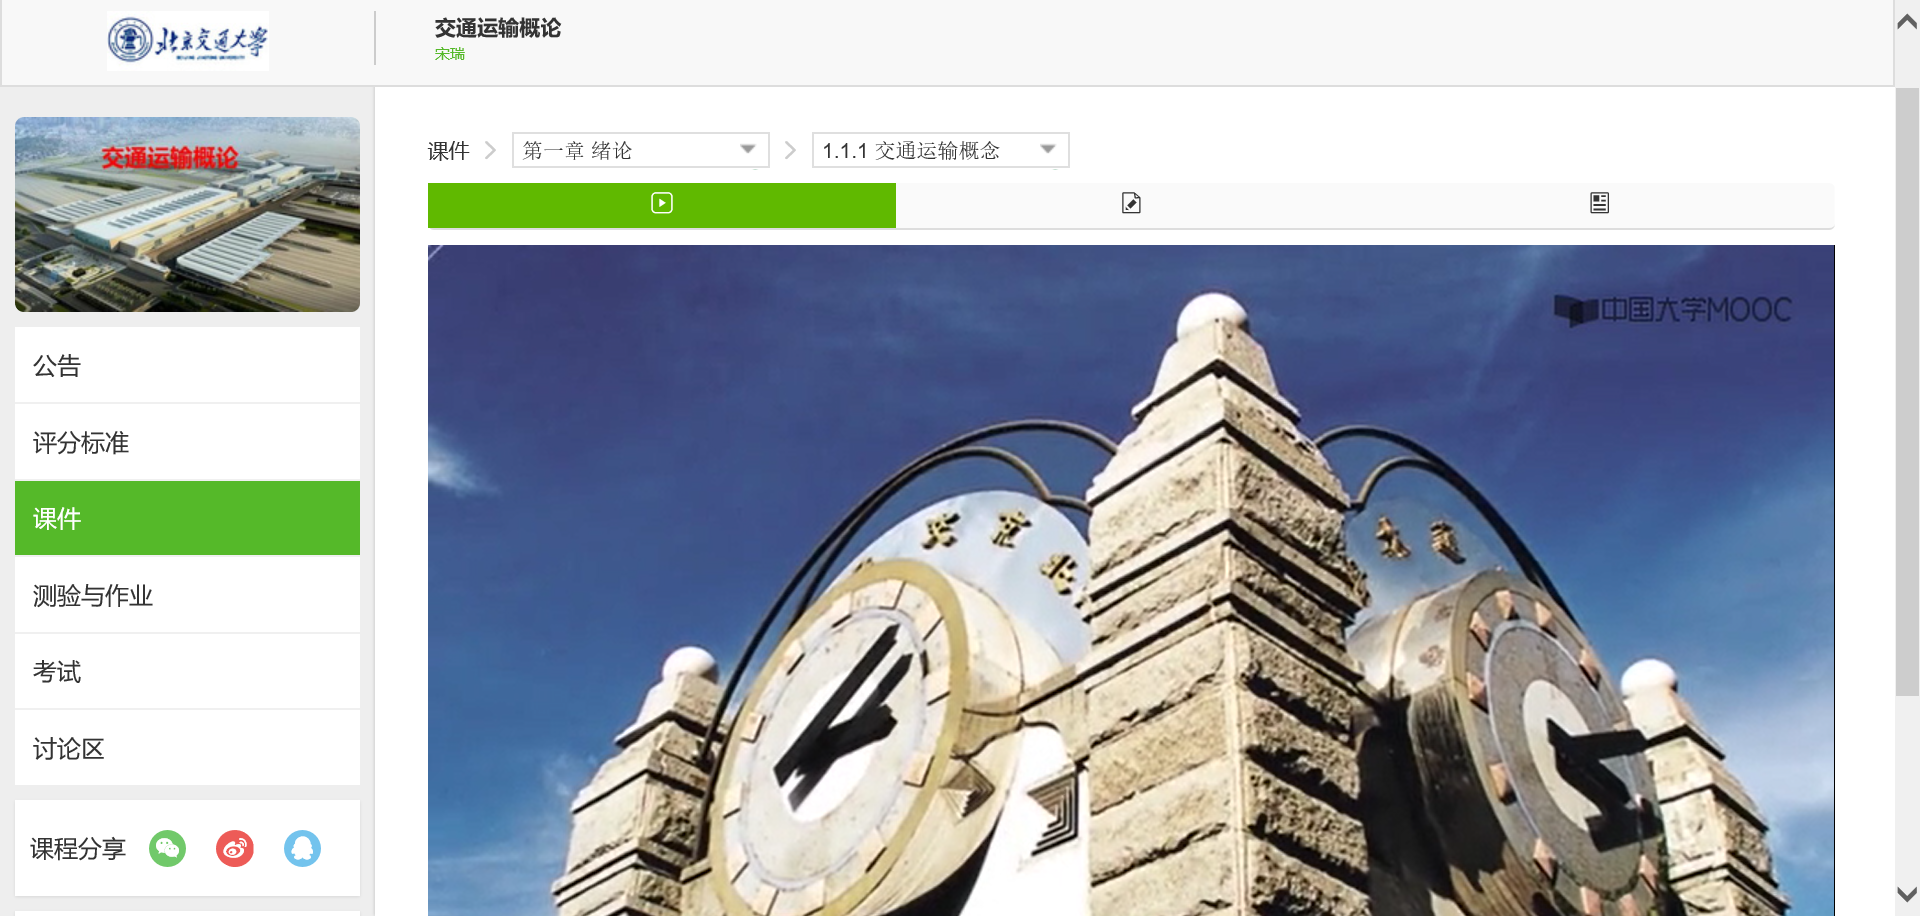 北京交通大学
BEIJING JIAOTONG UNIVERSITY
交通运输概论
宋瑞
交通运输概论
公告
评分标准
课件
测验与作业
考试
讨论区
课程分享
课件
第一章 绪论
1.1.1 交通运输概念
中国大学MOOC